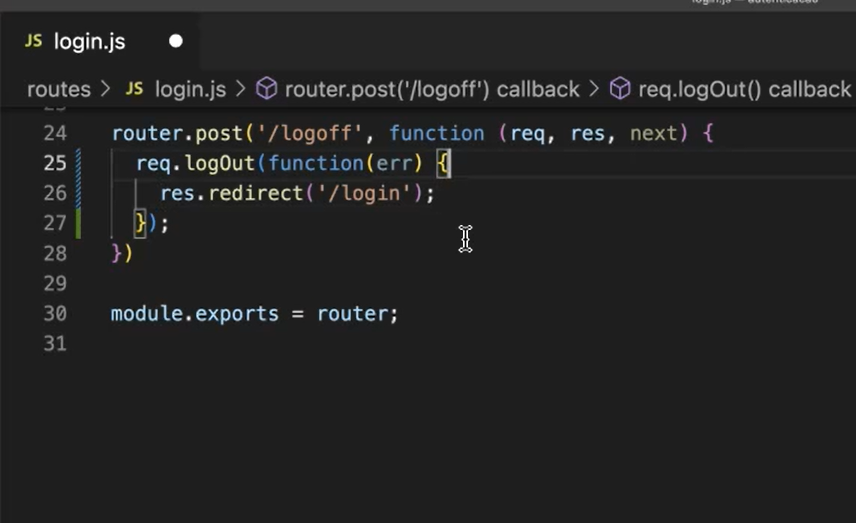 login.js — autenticacao
JS login.js
routes > JS login.js > router.post('/logoff') callback > req.logOut() callback
24 router.post('/logoff', function (req, res, next) {
25 req.logOut(function(err) {
26 res.redirect('/login');
27 });
28 })
29
30 module.exports = router;
31